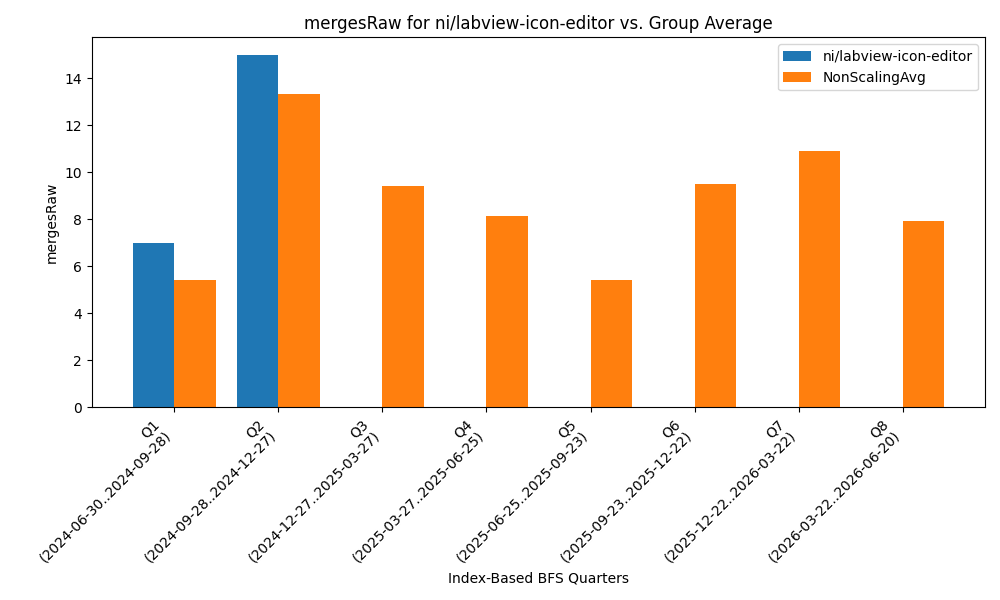 mergesRaw for ni/labview-icon-editor vs. Group Average
ni/labview-icon-editor
NonScalingAvg
mergesRaw
14
12
10
8
6
4
2
0
Q1
(2024-06-30..2024-09-28)
Q2
(2024-09-28..2024-12-27)
Q3
(2024-12-27..2025-03-27)
Q4
(2025-03-27..2025-06-25)
Q5
(2025-06-25..2025-09-23)
Q6
(2025-09-23..2025-12-22)
Q7
(2025-12-22..2026-03-22)
Q8
(2026-03-22..2026-06-20)
Index-Based BFS Quarters